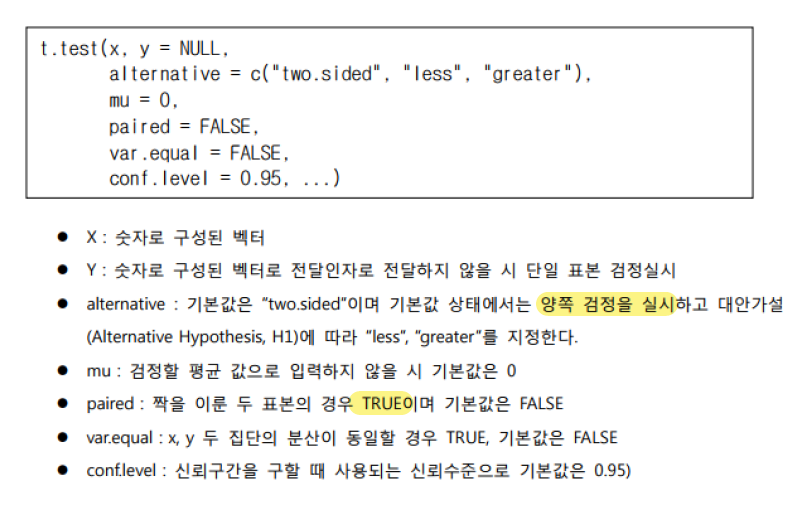 t.test(x, y = NULL,
alternative = c("two.sided", "less", "greater"),
mu = 0,
paired = FALSE,
var.equal = FALSE,
conf.level = 0.95, ...)
● X : 숫자로 구성된 벡터
● Y : 숫자로 구성된 벡터로 전달인자로 전달하지 않을 시 단일 표본 검정실시
● alternative : 기본값은 “two.sided”이며 기본값 상태에서는 양쪽 검정을 실시하고 대안가설
(Alternative Hypothesis, H1)에 따라 “less”, “greater”를 지정한다.
● mu : 검정할 평균 값으로 입력하지 않을 시 기본값은 0
● paired : 짝을 이룬 두 표본의 경우 TRUE이며 기본값은 FALSE
● var.equal : x, y 두 집단의 분산이 동일할 경우 TRUE, 기본값은 FALSE
● conf.level : 신뢰구간을 구할 때 사용되는 신뢰수준으로 기본값은 0.95)